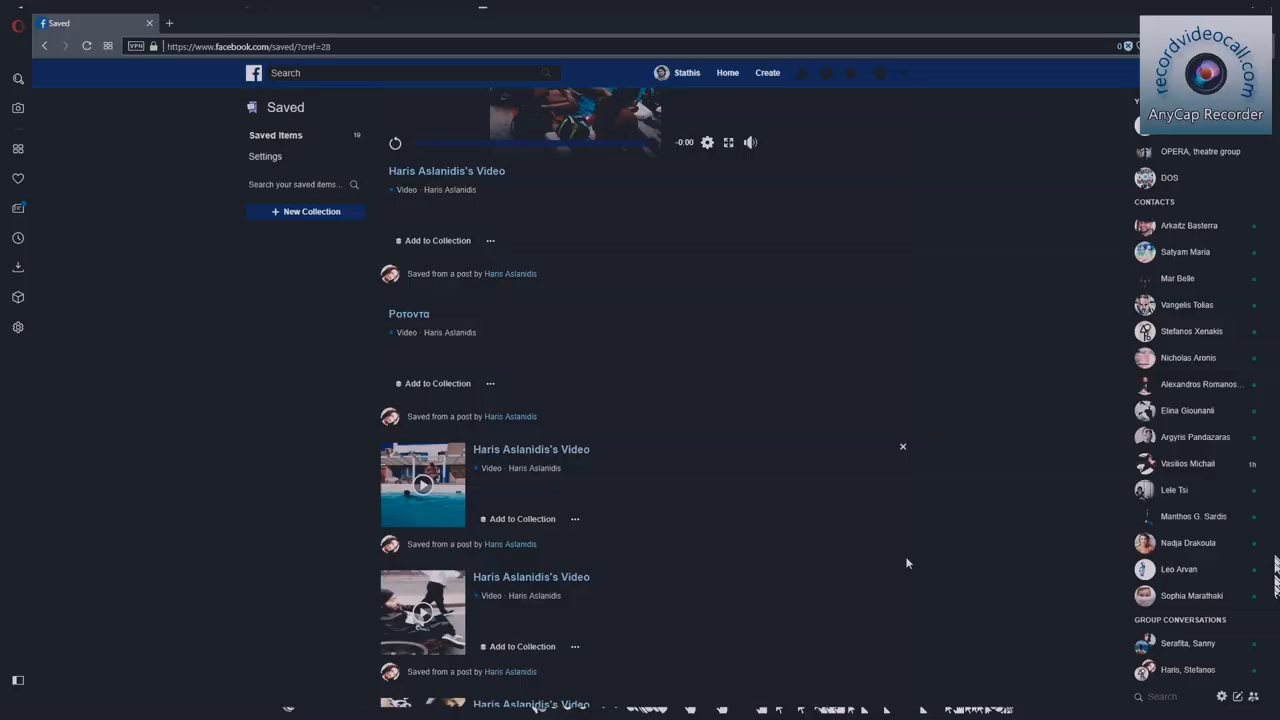 Saved
VPN
https://www.facebook.com/saved/?cref=28
0
recordvideocall.com
AnyCap Recorder
Search
Stathis
Home
Create
Saved
Saved Items
19
Settings
Search your saved items...
+ New Collection
-0:00
Haris Aslanidis's Video
Video · Haris Aslanidis
Add to Collection
Saved from a post by Haris Aslanidis
Ροτοντα
Video · Haris Aslanidis
Add to Collection
Saved from a post by Haris Aslanidis
Haris Aslanidis's Video
Video · Haris Aslanidis
Add to Collection
Saved from a post by Haris Aslanidis
Haris Aslanidis's Video
Video · Haris Aslanidis
Add to Collection
Saved from a post by Haris Aslanidis
Haris Aslanidis's Video
OPERA, theatre group
DOS
CONTACTS
Arkaitz Basterra
Satyam Maria
Mar Belle
Vangelis Tolias
Stefanos Xenakis
Nicholas Aronis
Alexandros Romanos...
Elina Giounanli
Argyris Pandazaras
Vasilios Michail
1h
Lele Tsi
Manthos G. Sardis
Nadja Drakoula
Leo Arvan
Sophia Marathaki
GROUP CONVERSATIONS
Serafita, Sanny
Haris, Stefanos
Search